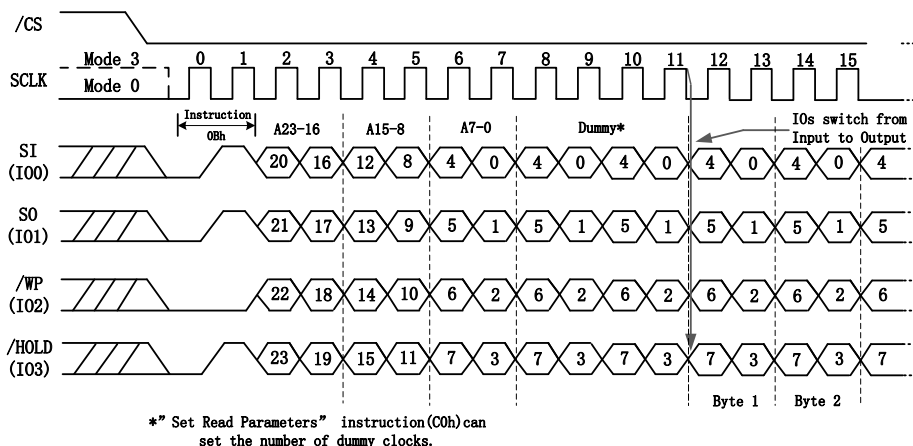 /CS
Mode 3 0 1 2 3 4 5 6 7 8 9 10 11 12 13 14 15
SCLK
Mode 0
Instruction A23-16 A15-8 A7-0 Dummy* IOs switch from
0Bh Input to Output
SI
(IO0) 20 16 12 8 4 0 4 0 4 0 4 0 4 0 4
SO
(IO1) 21 17 13 9 5 1 5 1 5 1 5 1 5 1 5
/WP
(IO2) 22 18 14 10 6 2 6 2 6 2 6 2 6 2 6
/HOLD
(IO3) 23 19 15 11 7 3 7 3 7 3 7 3 7 3 7
Byte 1 Byte 2
*” Set Read Parameters” instruction(C0h)can
set the number of dummy clocks.